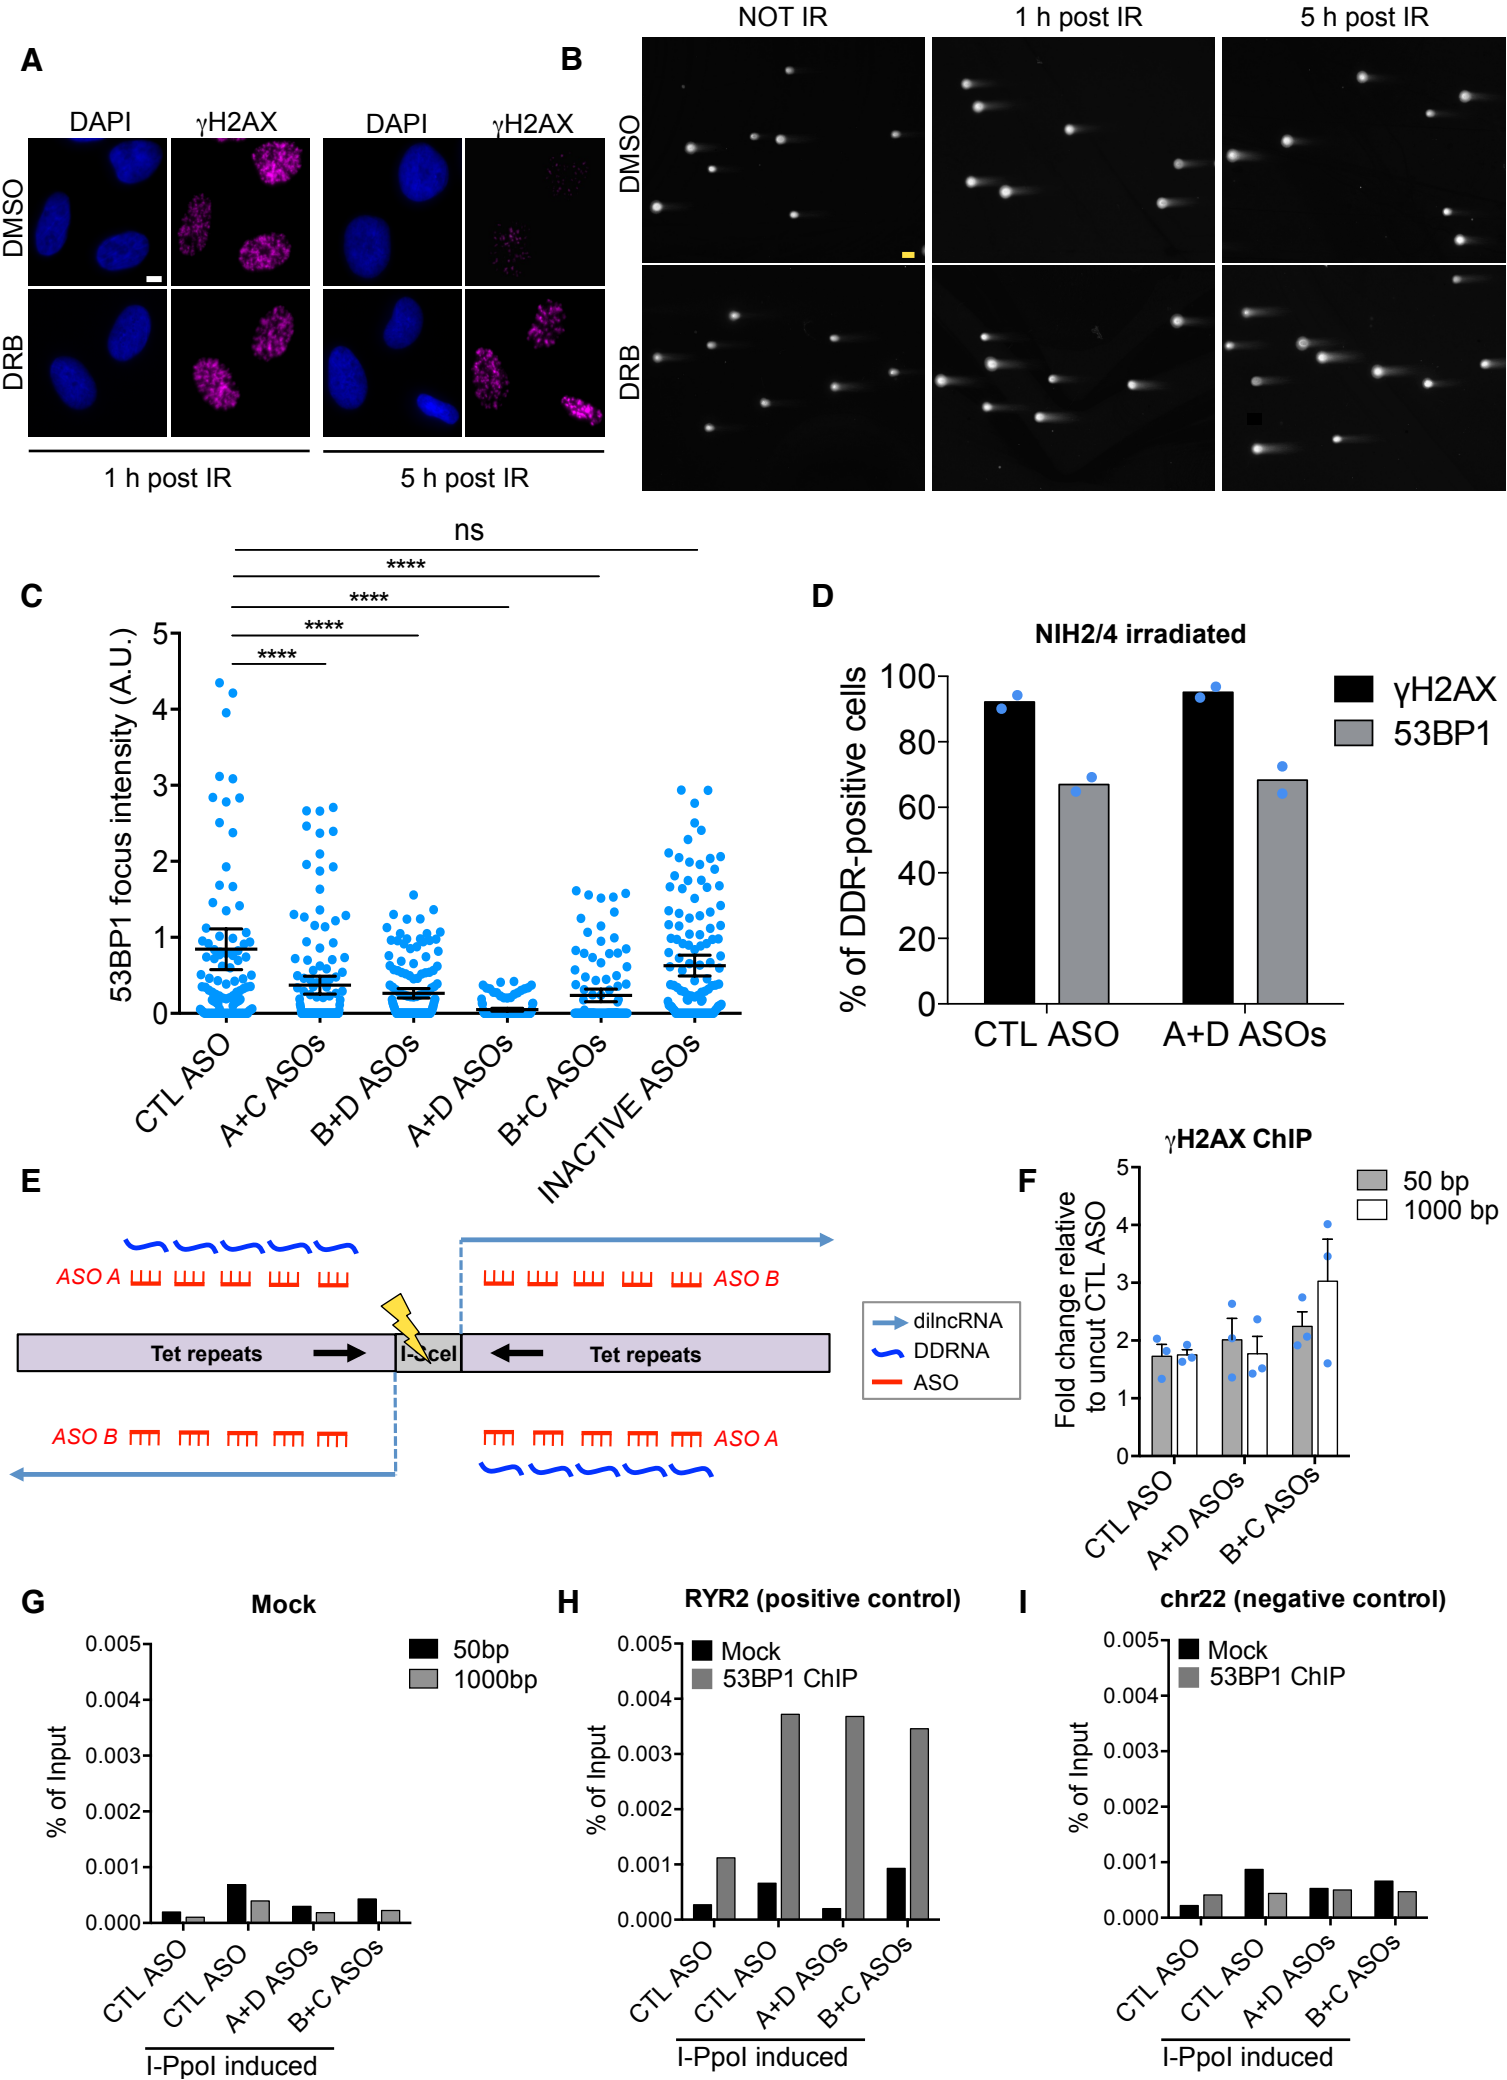 A
DAPI
γH2AX
DAPI
γH2AX
DMSO
DRB
1 h post IR
5 h post IR
B
NOT IR
1 h post IR
5 h post IR
DMSO
DRB
C
ns
****
****
****
****
53BP1 focus intensity (A.U.)
5
4
3
2
1
0
CTL ASO
A+C ASOs
B+D ASOs
A+D ASOs
B+C ASOs
INACTIVE ASOs
D
NIH2/4 irradiated
% of DDR-positive cells
100
80
60
40
20
0
CTL ASO
A+D ASOs
γH2AX
53BP1
E
ASO A
ASO B
Tet repeats
I-SceI
Tet repeats
ASO B
ASO A
dilncRNA
DDRNA
ASO
F
γH2AX ChIP
Fold change relative
to uncut CTL ASO
5
4
3
2
1
0
CTL ASO
A+D ASOs
B+C ASOs
50 bp
1000 bp
G
Mock
% of Input
0.005
0.004
0.003
0.002
0.001
0.000
50bp
1000bp
CTL ASO
CTL ASO
A+D ASOs
B+C ASOs
I-PpoI induced
H
RYR2 (positive control)
% of Input
0.005
0.004
0.003
0.002
0.001
0.000
Mock
53BP1 ChIP
CTL ASO
CTL ASO
A+D ASOs
B+C ASOs
I-PpoI induced
I
chr22 (negative control)
% of Input
0.005
0.004
0.003
0.002
0.001
0.000
Mock
53BP1 ChIP
CTL ASO
CTL ASO
A+D ASOs
B+C ASOs
I-PpoI induced